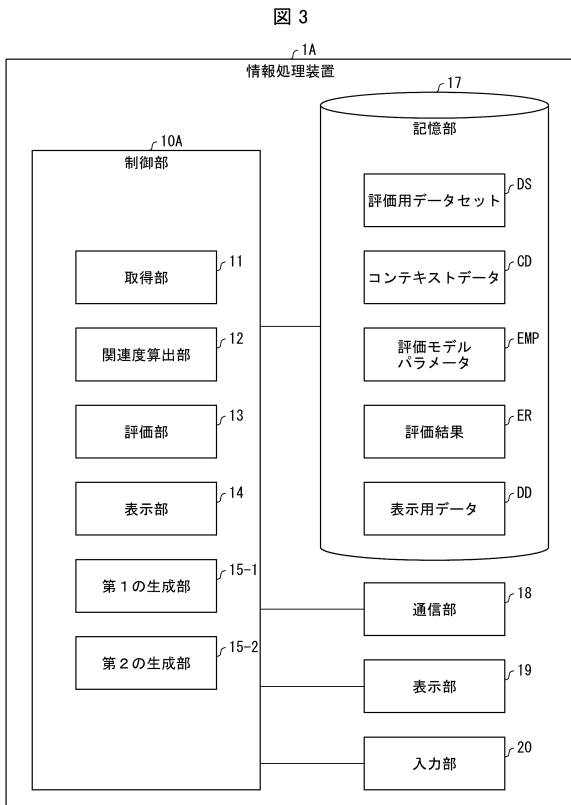 図 3
1A
情報処理装置
10A
制御部
取得部
11
関連度算出部
12
評価部
13
表示部
14
第1の生成部
15-1
第2の生成部
15-2
17
記憶部
評価用データセット
DS
コンテキストデータ
CD
評価モデル
パラメータ
EMP
評価結果
ER
表示用データ
DD
通信部
18
表示部
19
入力部
20